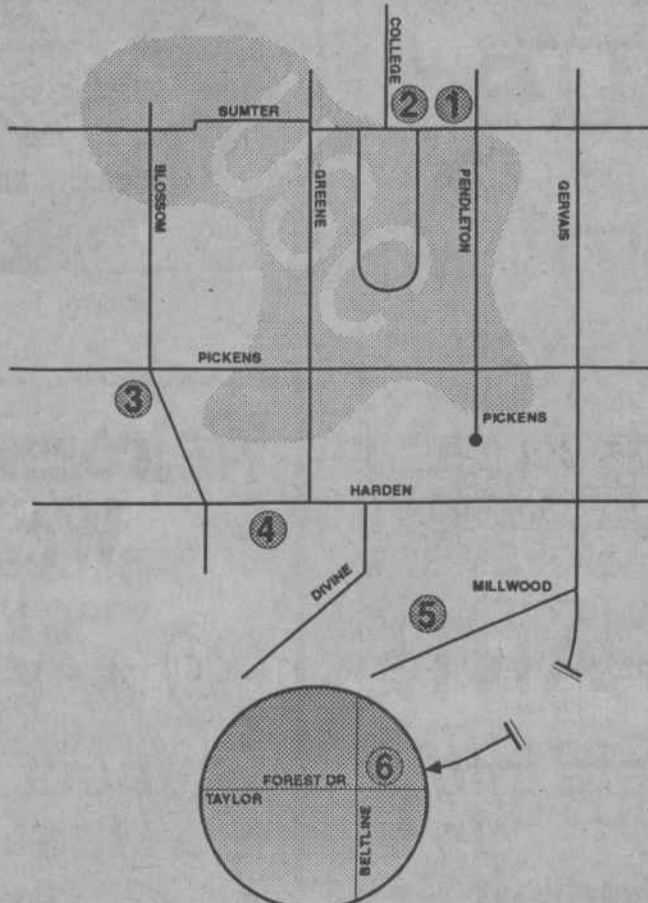 COLLEGE
2 1
SUMTER
BLOSSOM
GREENE
PENDLETON
GERVAIS
USC
PICKENS
3
PICKENS
HARDEN
4
DIVINE
MILLWOOD
5
6
FOREST DR
TAYLOR
BELTLINE